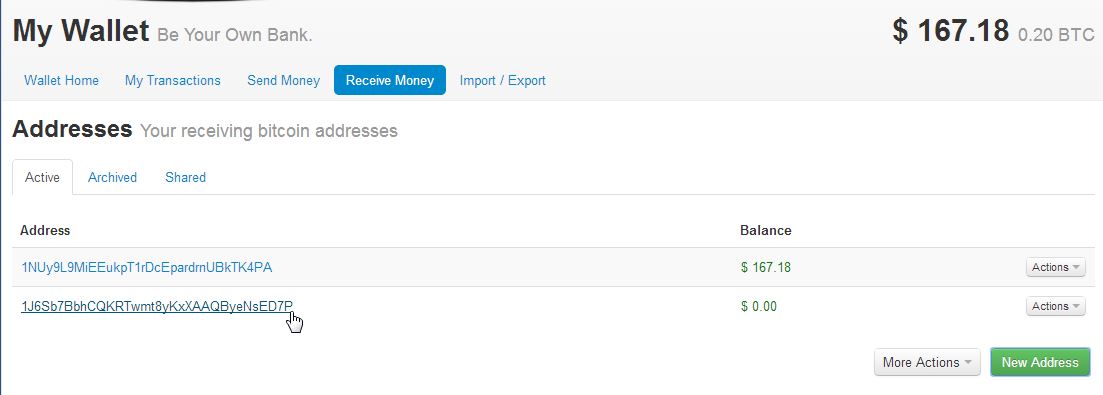 My Wallet Be Your Own Bank. $ 167.18 0.20 BTC
Wallet Home My Transactions Send Money Receive Money Import / Export
Addresses Your receiving bitcoin addresses
Active Archived Shared
Address Balance
1NUy9L9MiEEukpT1rDcEpardrnUBkTK4PA $ 167.18 Actions
1J6Sb7BbhCQKRTwmt8yKxXAAQByeNsED7P $ 0.00 Actions
More Actions New Address